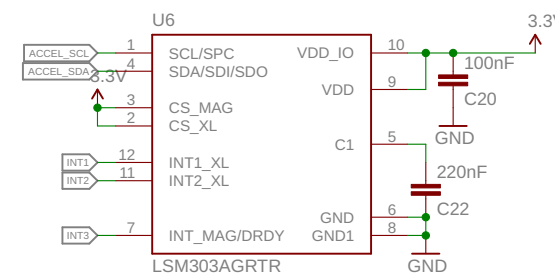 U6
3.3V
ACCEL_SCL 1 SCL/SPC VDD_IO 10
ACCEL_SDA 4 SDA/SDI/SDO 100nF
3.3V
VDD 9
C20
3 CS_MAG
2 CS_XL
GND
C1 5
INT1 12 INT1_XL
INT2 11 INT2_XL 220nF
C22
GND 6
INT3 7 INT_MAG/DRDY GND1 8
LSM303AGRTR GND